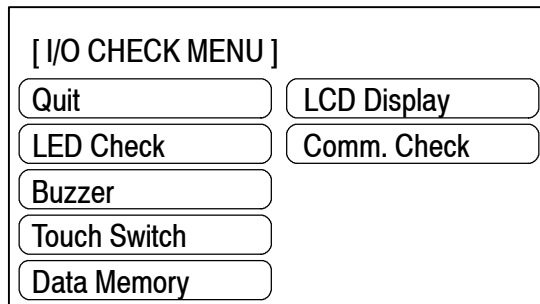 [ I/O CHECK MENU ]
Quit
LCD Display
LED Check
Comm. Check
Buzzer
Touch Switch
Data Memory